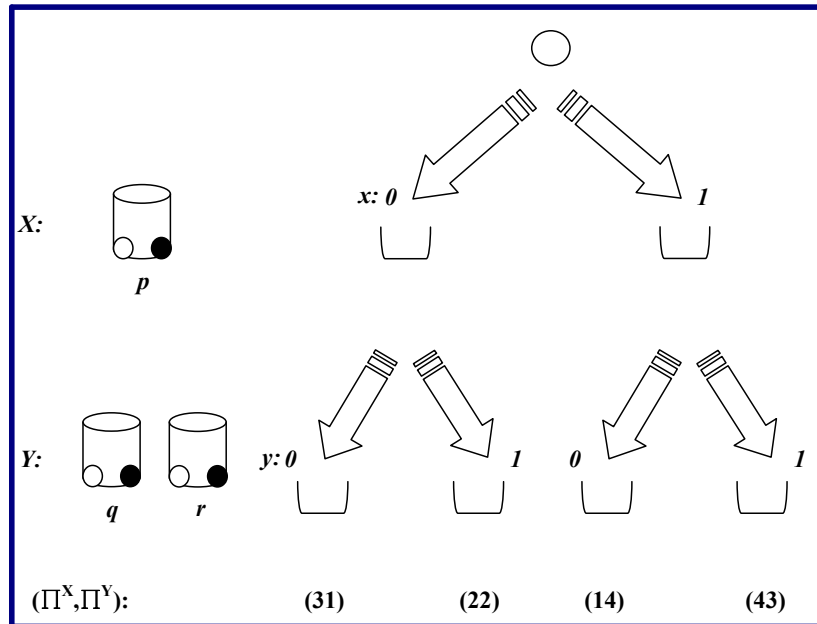 x: 0 1
X:
p
Y: y: 0 1 0 1
q r
(Π^X,Π^Y): (31) (22) (14) (43)